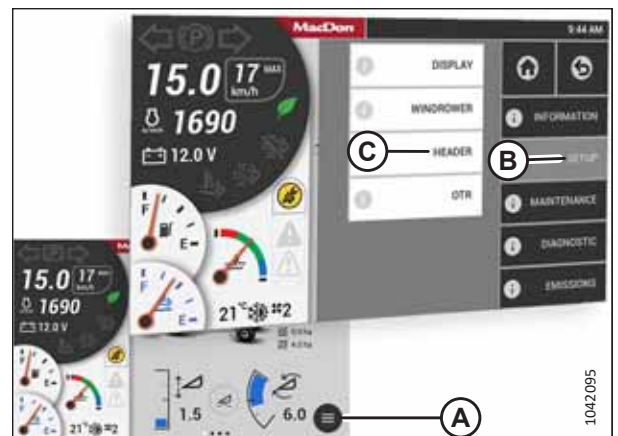 MacDon
9:44 AM
15.0 17 MAX
km/h
1690
12.0 V
F
E
F
E
21°C 2
DISPLAY
WINDROWER
HEADER
OTR
INFORMATION
SETUP
MAINTENANCE
DIAGNOSTIC
EMISSIONS
C
B
15.0 17
1690
12.0 V
F
E
F
E
21°C 2
1.5
6.0
A
1042095